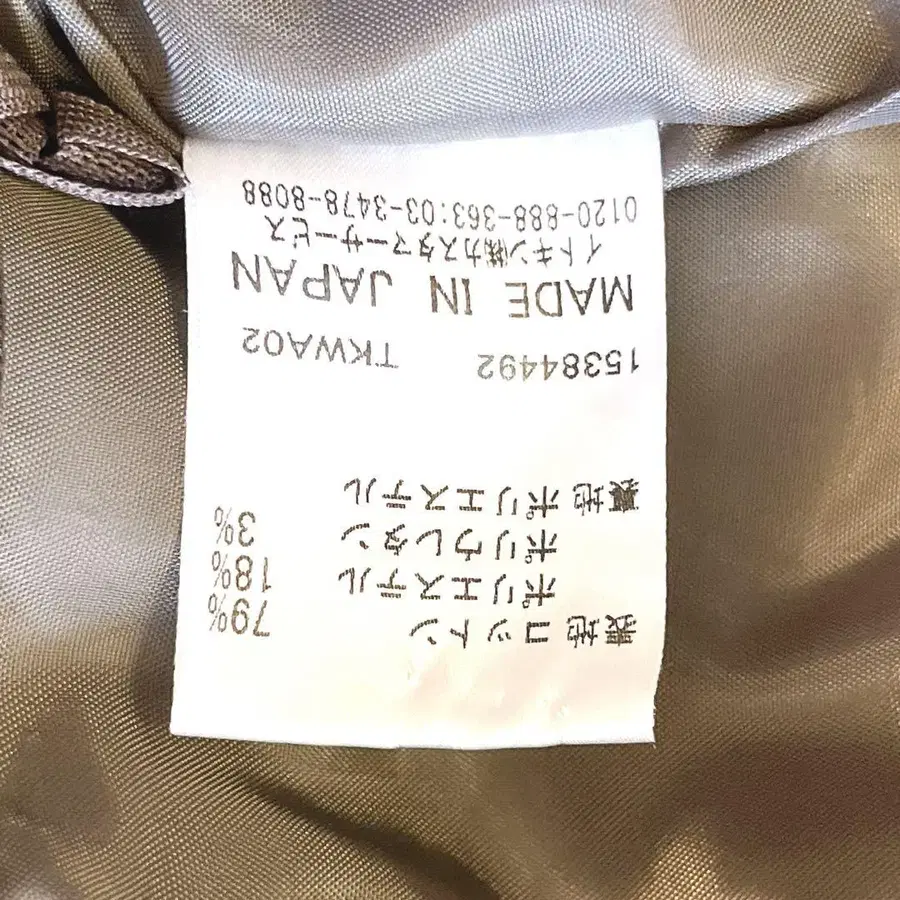 表地 コットン 79%
ポリエステル 18%
ポリウレタン 3%
裏地 ポリエステル
15384492 TKWA02
MADE IN JAPAN
イトキン㈱カスタマーサービス
0120-888-363:03-3478-8088